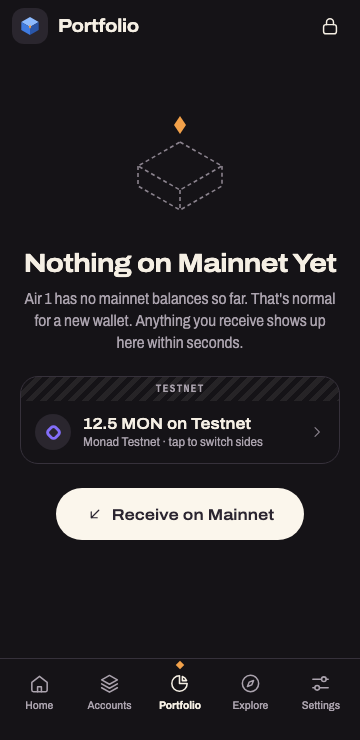 Portfolio
Nothing on Mainnet Yet
Air 1 has no mainnet balances so far. That's normal
for a new wallet. Anything you receive shows up
here within seconds.
TESTNET
12.5 MON on Testnet
Monad Testnet · tap to switch sides
Receive on Mainnet
Home
Accounts
Portfolio
Explore
Settings